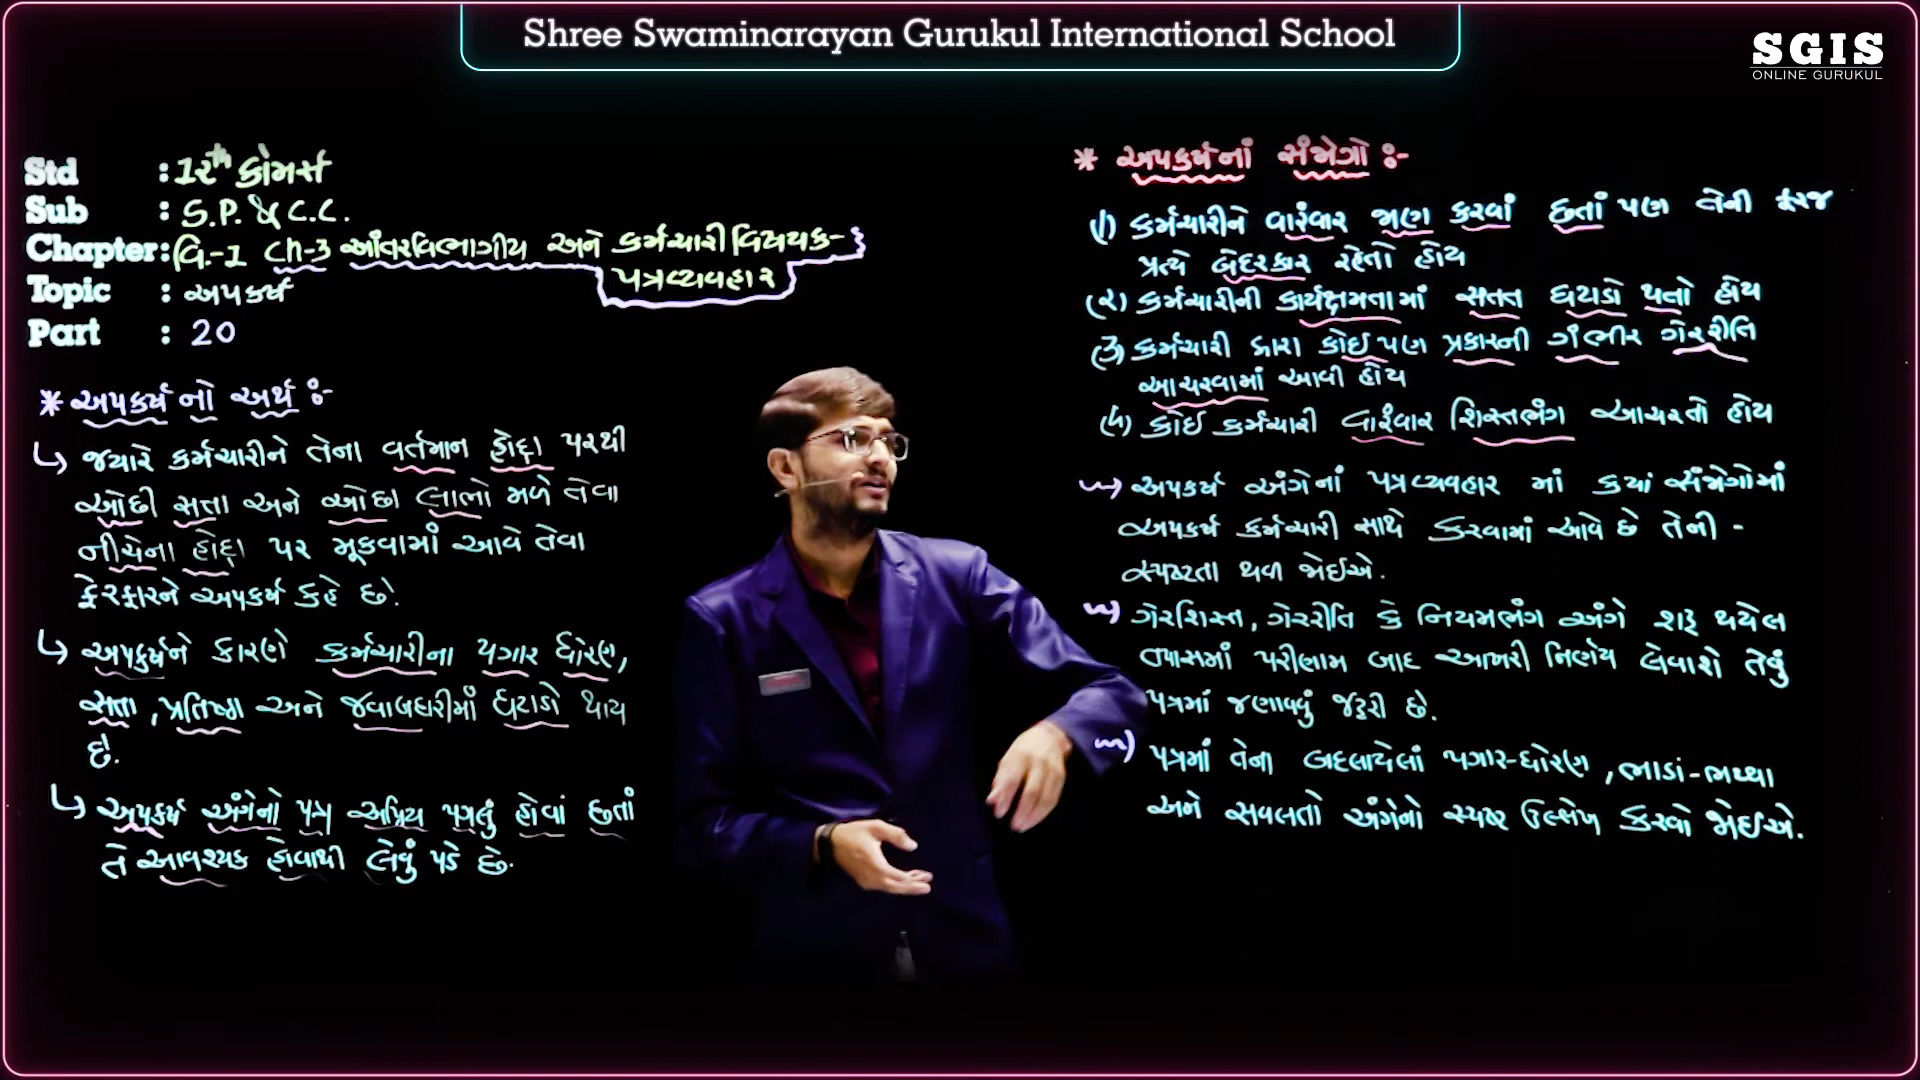 Shree Swaminarayan Gurukul International School
SGIS
ONLINE GURUKUL
Std : 12th કોમર્સ
Sub : S.P. & C.C.
Chapter: વિ.-1 Ch-3 આંતરવિભાગીય અને કર્મચારી વિષયક-
પત્રવ્યવહાર
Topic : અપકર્ષ
Part : 20
* અપકર્ષ નો અર્થ :-
↳ જ્યારે કર્મચારીને તેના વર્તમાન હોદ્દા પરથી
ઓછી સત્તા અને ઓછા લાભો મળે તેવા
નીચેના હોદ્દા પર મૂકવામાં આવે તેવા
ફેરફારને અપકર્ષ કહે છે.
↳ અપકર્ષને કારણે કર્મચારીના પગાર ધોરણ,
સત્તા, પ્રતિષ્ઠા અને જવાબદારીમાં ઘટાડો થાય
છે.
↳ અપકર્ષ અંગેનો પત્ર અપ્રિય પગલું હોવાં છતાં
તે આવશ્યક હોવાથી લેવું પડે છે.
* અપકર્ષનાં સંજોગો :-
(1) કર્મચારીને વારંવાર જાણ કરવાં છતાં પણ તેની ફરજ
પ્રત્યે બેદરકાર રહેતો હોય
(૨) કર્મચારીની કાર્યક્ષમતામાં સતત ઘટાડો થતો હોય
(૩) કર્મચારી દ્વારા કોઈ પણ પ્રકારની ગંભીર ગેરરીતિ
આચરવામાં આવી હોય
(૪) કોઈ કર્મચારી વારંવાર શિસ્તભંગ આચરતો હોય
અપકર્ષ અંગેનાં પત્રવ્યવહાર માં કયાં સંજોગોમાં
અપકર્ષ કર્મચારી સાથે કરવામાં આવે છે તેની -
સ્પષ્ટતા થવી જોઈએ.
ગેરશિસ્ત, ગેરરીતિ કે નિયમભંગ અંગે શરૂ થયેલ
તપાસમાં પરીણામ બાદ આખરી નિર્ણય લેવાશે તેવું
પત્રમાં જણાવવું જરૂરી છે.
પત્રમાં તેના બદલાયેલાં પગાર-ધોરણ, ભાડાં-ભથ્થા
અને સવલતો અંગેનો સ્પષ્ટ ઉલ્લેખ કરવો જોઈએ.